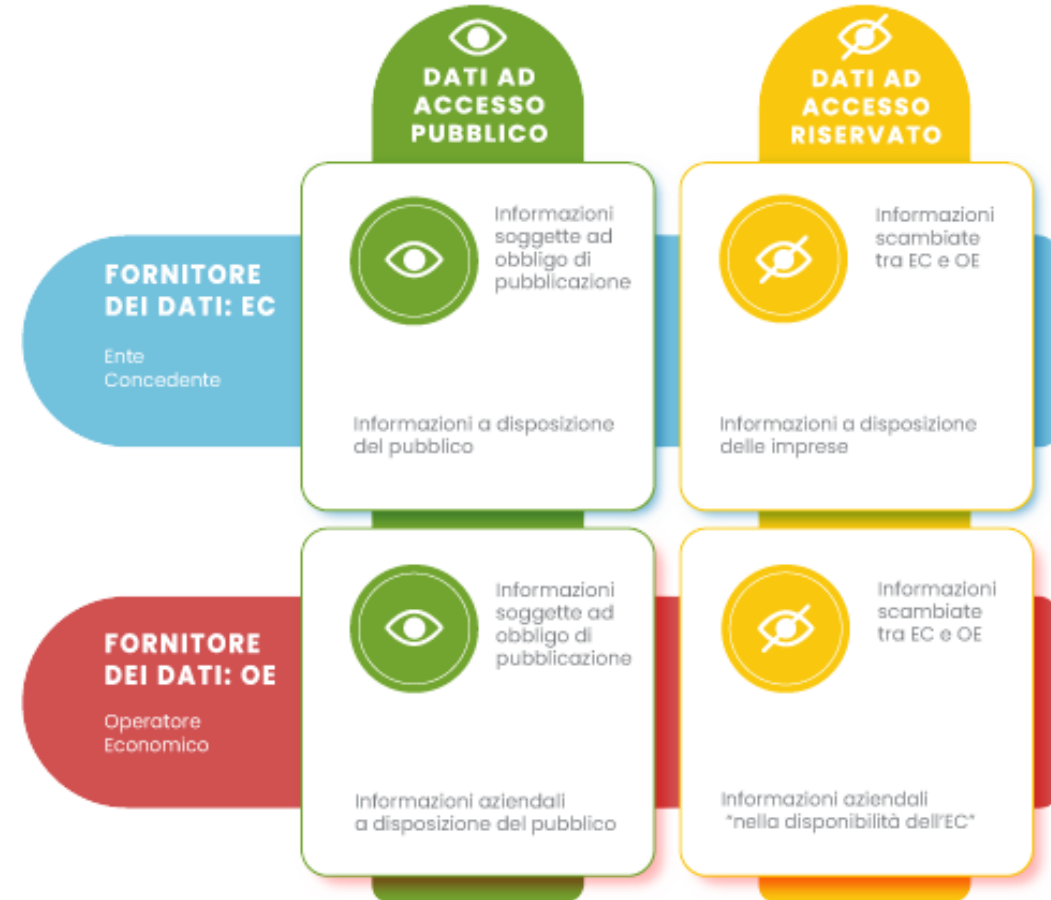 DATI AD
ACCESSO
PUBBLICO
DATI AD
ACCESSO
RISERVATO
FORNITORE
DEI DATI: EC
Ente
Concedente
Informazioni
soggette ad
obbligo di
pubblicazione
Informazioni a disposizione
del pubblico
Informazioni
scambiate
tra EC e OE
Informazioni a disposizione
delle imprese
FORNITORE
DEI DATI: OE
Operatore
Economico
Informazioni
soggette ad
obbligo di
pubblicazione
Informazioni aziendali
a disposizione del pubblico
Informazioni
scambiate
tra EC e OE
Informazioni aziendali
“nella disponibilità dell’EC”